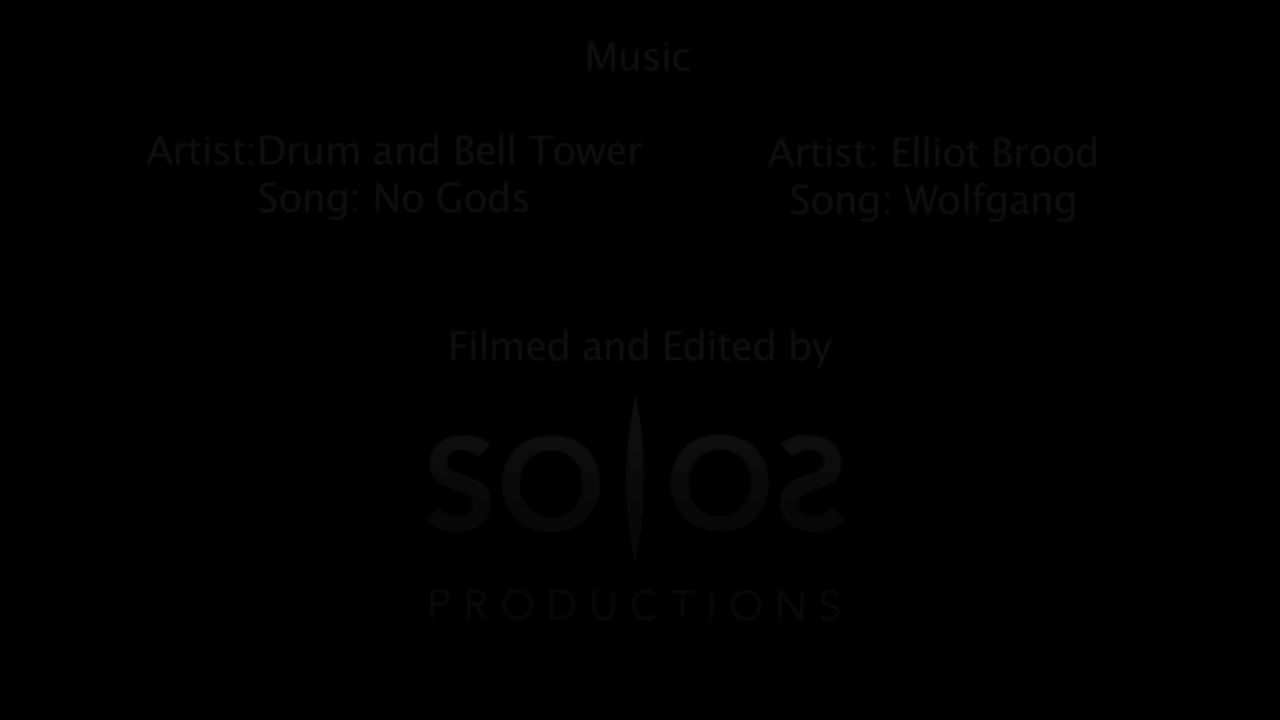 Music
Artist:Drum and Bell Tower
Song: No Gods
Artist: Elliot Brood
Song: Wolfgang
Filmed and Edited by
solos
PRODUCTIONS